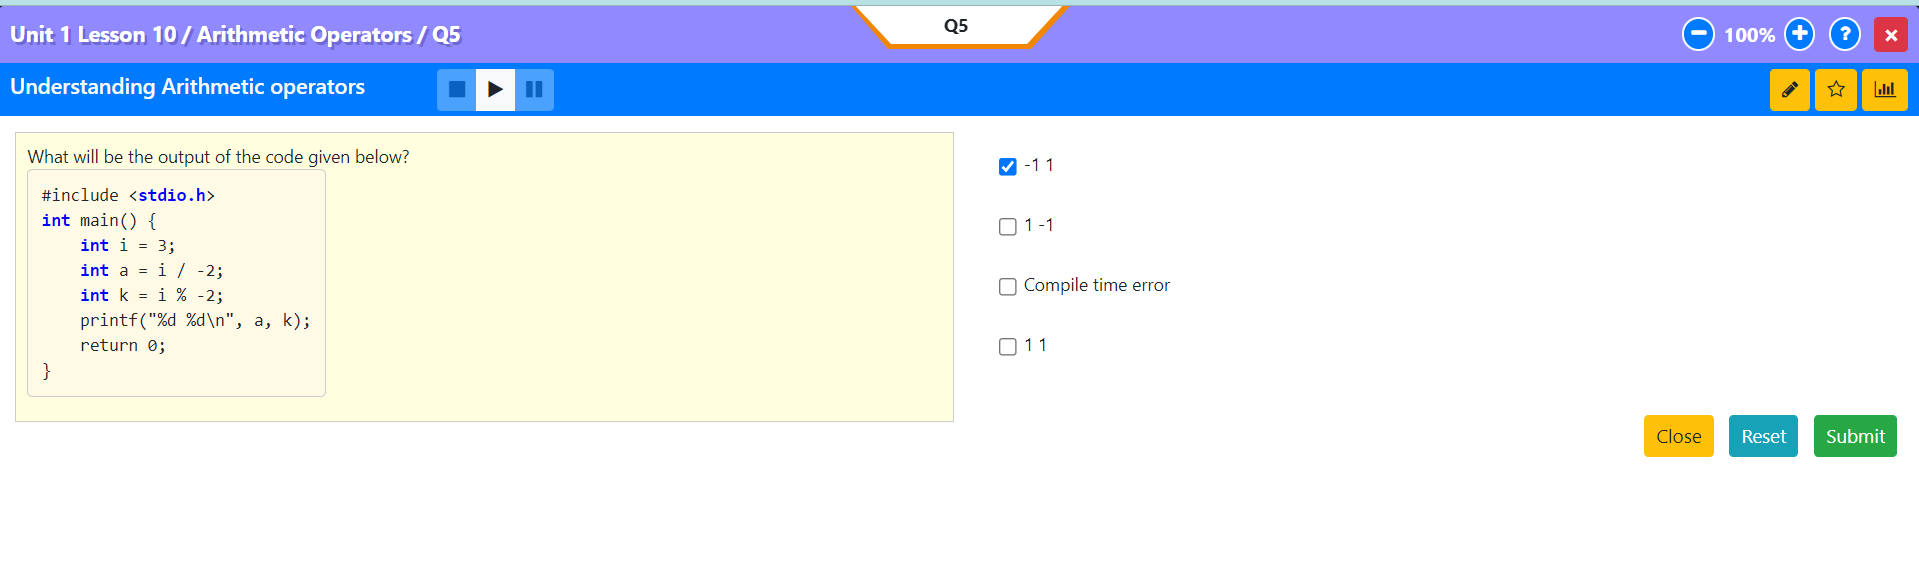 Unit 1 Lesson 10 / Arithmetic Operators / Q5
Q5
100%
?
Understanding Arithmetic operators
What will be the output of the code given below?
#include <stdio.h>
int main() {
    int i = 3;
    int a = i / -2;
    int k = i % -2;
    printf("%d %d\n", a, k);
    return 0;
}
-1 1
1 -1
Compile time error
1 1
Close
Reset
Submit